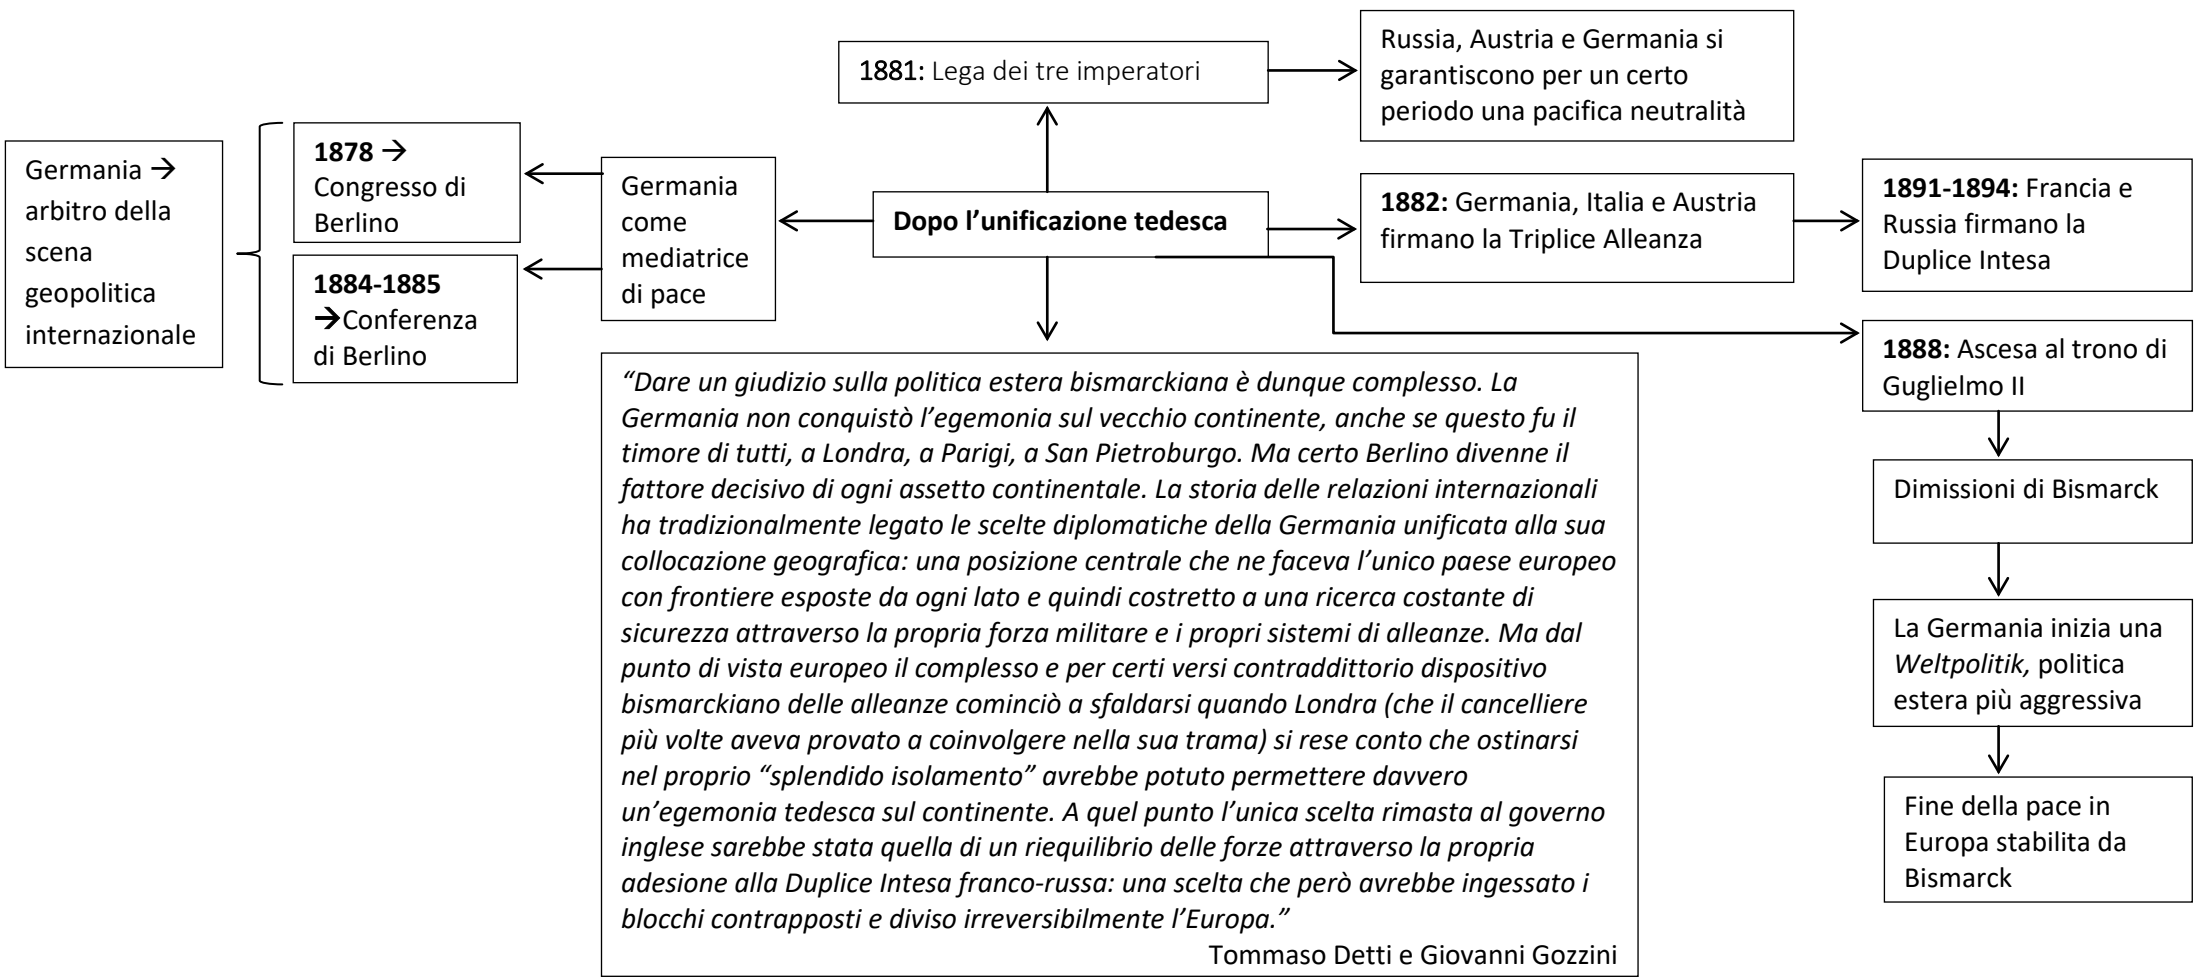 1881: Lega dei tre imperatori
Russia, Austria e Germania si
garantiscono per un certo
periodo una pacifica neutralità
Germania →
arbitro della
scena
geopolitica
internazionale
1878 →
Congresso di
Berlino
1884-1885
→Conferenza
di Berlino
Germania
come
mediatrice
di pace
Dopo l’unificazione tedesca
1882: Germania, Italia e Austria
firmano la Triplice Alleanza
1891-1894: Francia e
Russia firmano la
Duplice Intesa
1888: Ascesa al trono di
Guglielmo II
Dimissioni di Bismarck
La Germania inizia una
Weltpolitik, politica
estera più aggressiva
Fine della pace in
Europa stabilita da
Bismarck
“Dare un giudizio sulla politica estera bismarckiana è dunque complesso. La
Germania non conquistò l’egemonia sul vecchio continente, anche se questo fu il
timore di tutti, a Londra, a Parigi, a San Pietroburgo. Ma certo Berlino divenne il
fattore decisivo di ogni assetto continentale. La storia delle relazioni internazionali
ha tradizionalmente legato le scelte diplomatiche della Germania unificata alla sua
collocazione geografica: una posizione centrale che ne faceva l’unico paese europeo
con frontiere esposte da ogni lato e quindi costretto a una ricerca costante di
sicurezza attraverso la propria forza militare e i propri sistemi di alleanze. Ma dal
punto di vista europeo il complesso e per certi versi contraddittorio dispositivo
bismarckiano delle alleanze cominciò a sfaldarsi quando Londra (che il cancelliere
più volte aveva provato a coinvolgere nella sua trama) si rese conto che ostinarsi
nel proprio “splendido isolamento” avrebbe potuto permettere davvero
un’egemonia tedesca sul continente. A quel punto l’unica scelta rimasta al governo
inglese sarebbe stata quella di un riequilibrio delle forze attraverso la propria
adesione alla Duplice Intesa franco-russa: una scelta che però avrebbe ingessato i
blocchi contrapposti e diviso irreversibilmente l’Europa.”
Tommaso Detti e Giovanni Gozzini